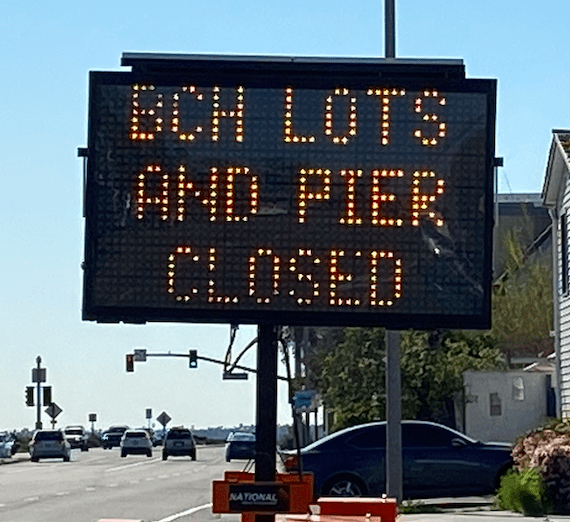 BCH LOTS
AND PIER
CLOSED
NATIONAL